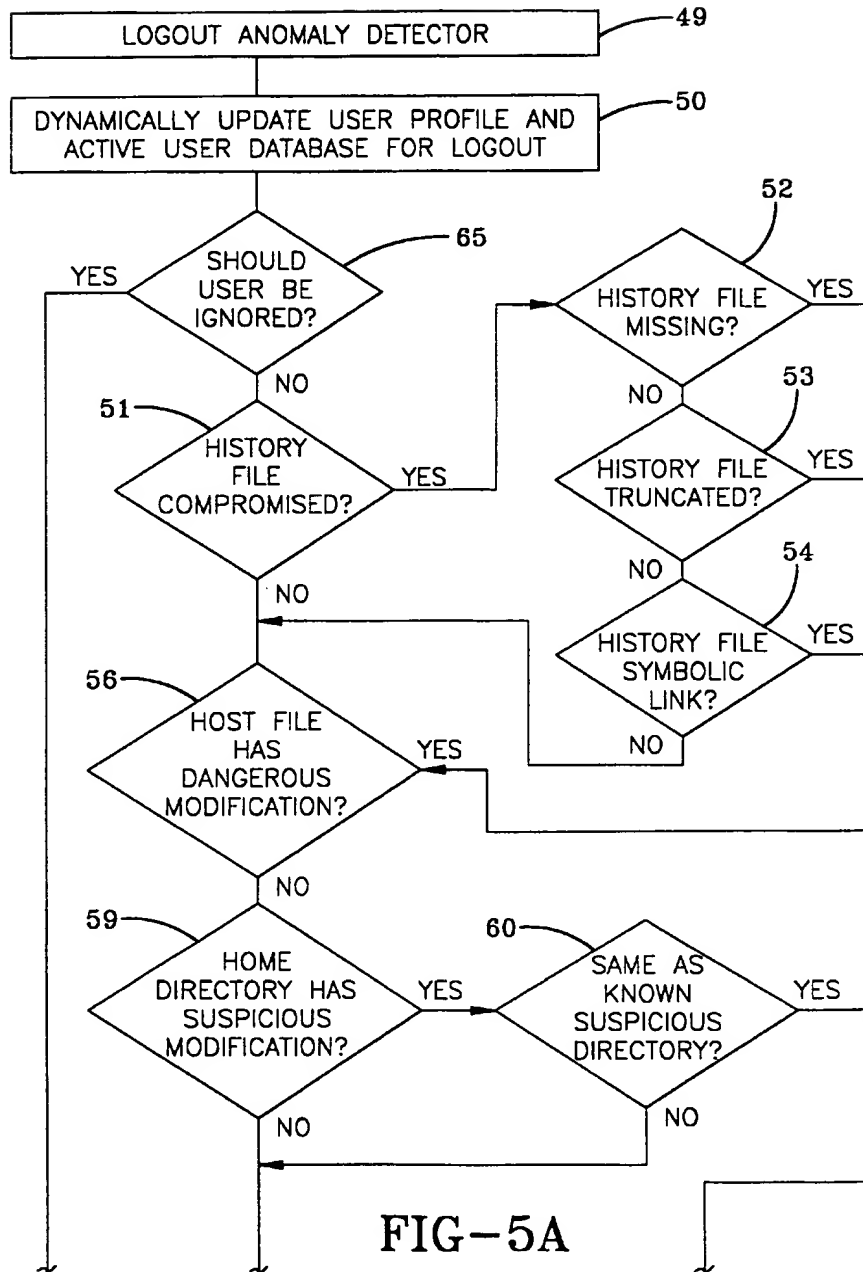 LOGOUT ANOMALY DETECTOR
49
DYNAMICALLY UPDATE USER PROFILE AND
ACTIVE USER DATABASE FOR LOGOUT
50
SHOULD
USER BE
IGNORED?
65
YES
NO
HISTORY
FILE
COMPROMISED?
51
YES
NO
HISTORY FILE
MISSING?
52
YES
NO
HISTORY FILE
TRUNCATED?
53
YES
NO
HISTORY FILE
SYMBOLIC
LINK?
54
YES
NO
HOST FILE
HAS
DANGEROUS
MODIFICATION?
56
YES
NO
HOME
DIRECTORY HAS
SUSPICIOUS
MODIFICATION?
59
YES
NO
SAME AS
KNOWN
SUSPICIOUS
DIRECTORY?
60
YES
NO
FIG-5A